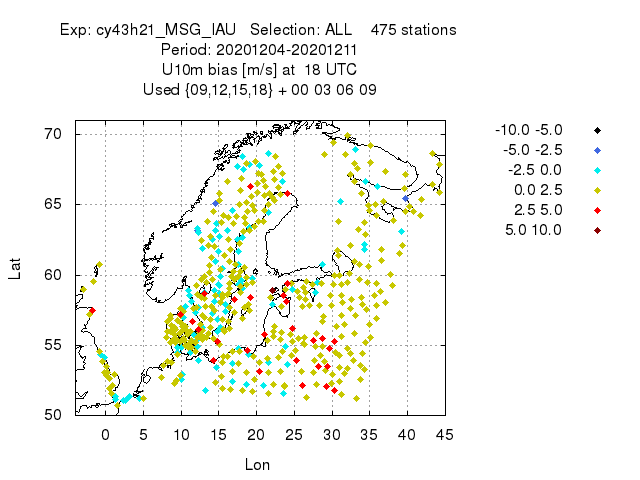 Exp: cy43h21_MSG_IAU Selection: ALL 475 stations
Period: 20201204-20201211
U10m bias [m/s] at 18 UTC
Used {09,12,15,18} + 00 03 06 09
-10.0 -5.0
-5.0 -2.5
-2.5 0.0
0.0 2.5
2.5 5.0
5.0 10.0
70
65
60
55
50
Lat
0 5 10 15 20 25 30 35 40 45
Lon